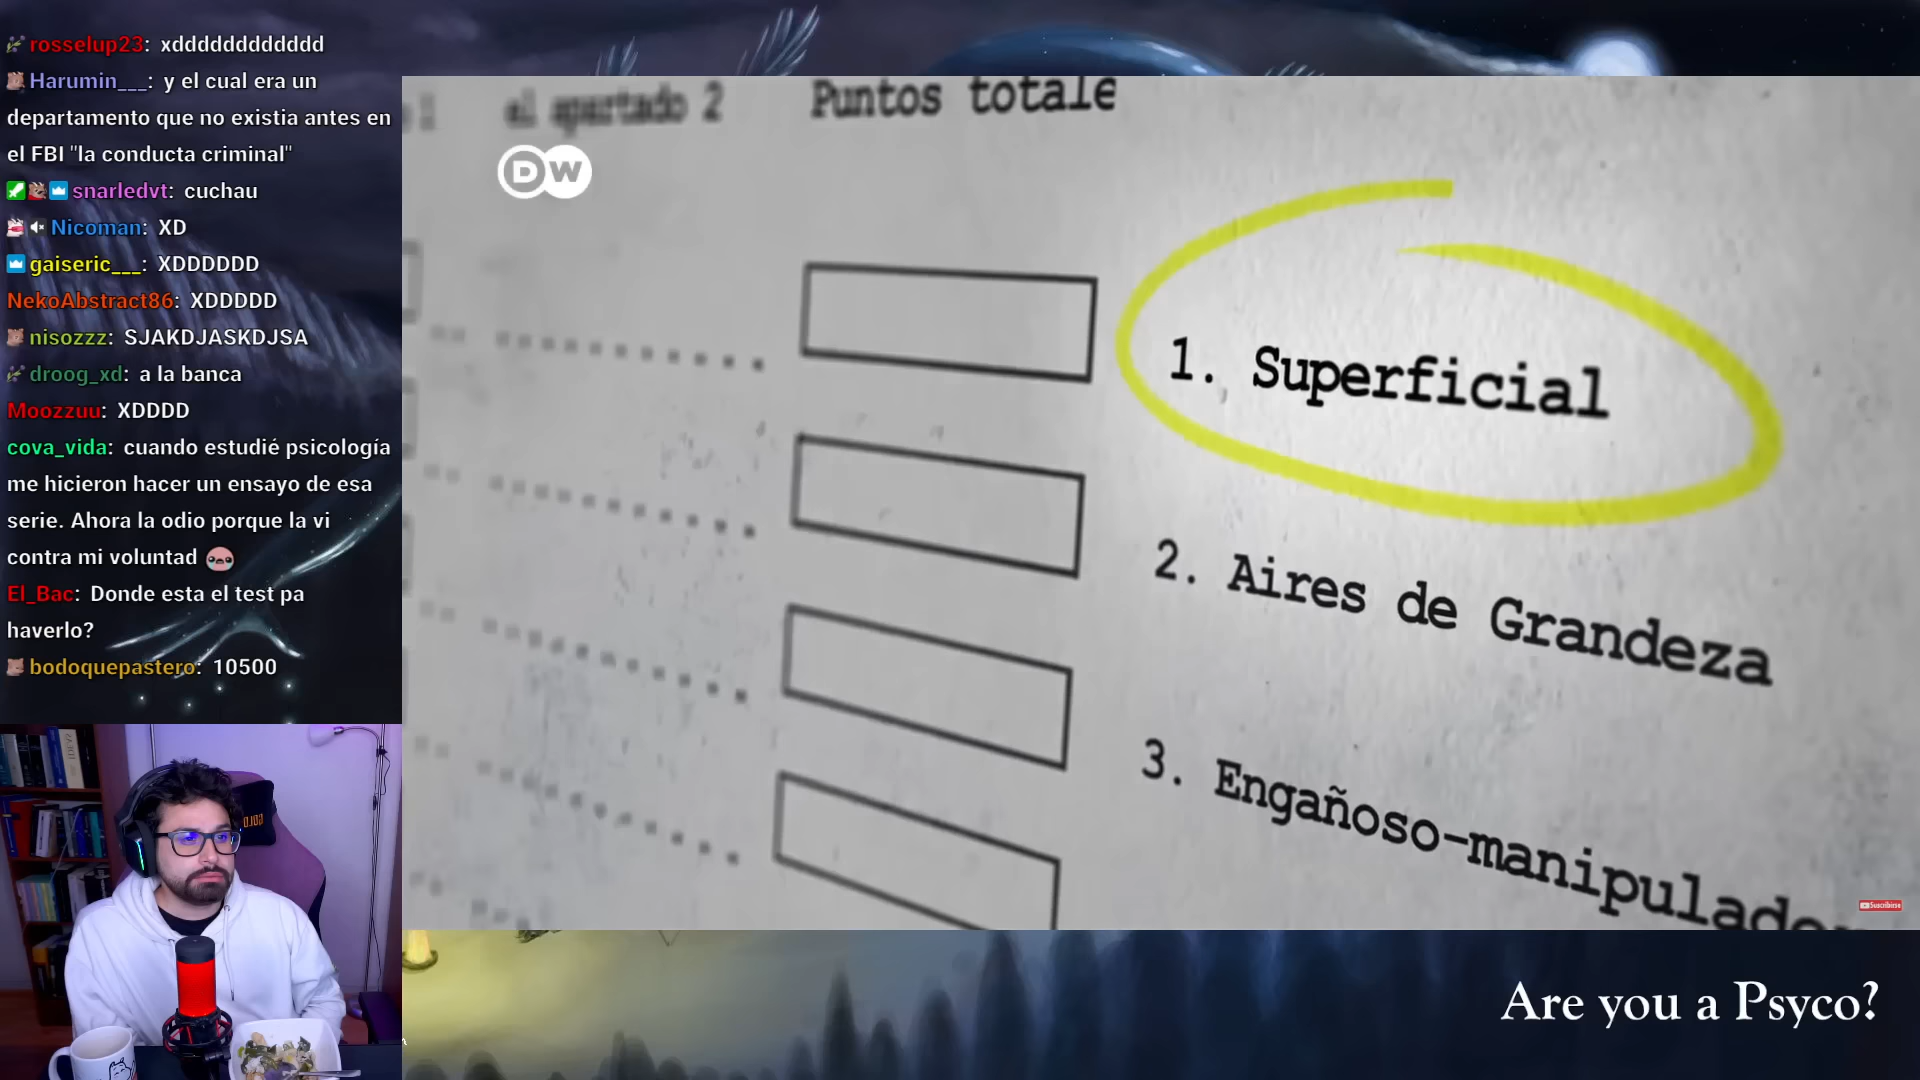 rosselup23: xddddddddddddd
Harumin___: y el cual era un
departamento que no existia antes en
el FBI "la conducta criminal"
snarledvt: cuchau
Nicoman: XD
gaiseric___: XDDDDDD
NekoAbstract86: XDDDDD
nisozzz: SJAKDJASKDJSA
droog_xd: a la banca
Moozzuu: XDDDD
cova_vida: cuando estudié psicología
me hicieron hacer un ensayo de esa
serie. Ahora la odio porque la vi
contra mi voluntad
El_Bac: Donde esta el test pa
haverlo?
bodoquepastero: 10500
el apartado 2
Puntos totale
DW
1. Superficial
2. Aires de Grandeza
3. Engañoso-manipulador
Suscribirse
Are you a Psyco?